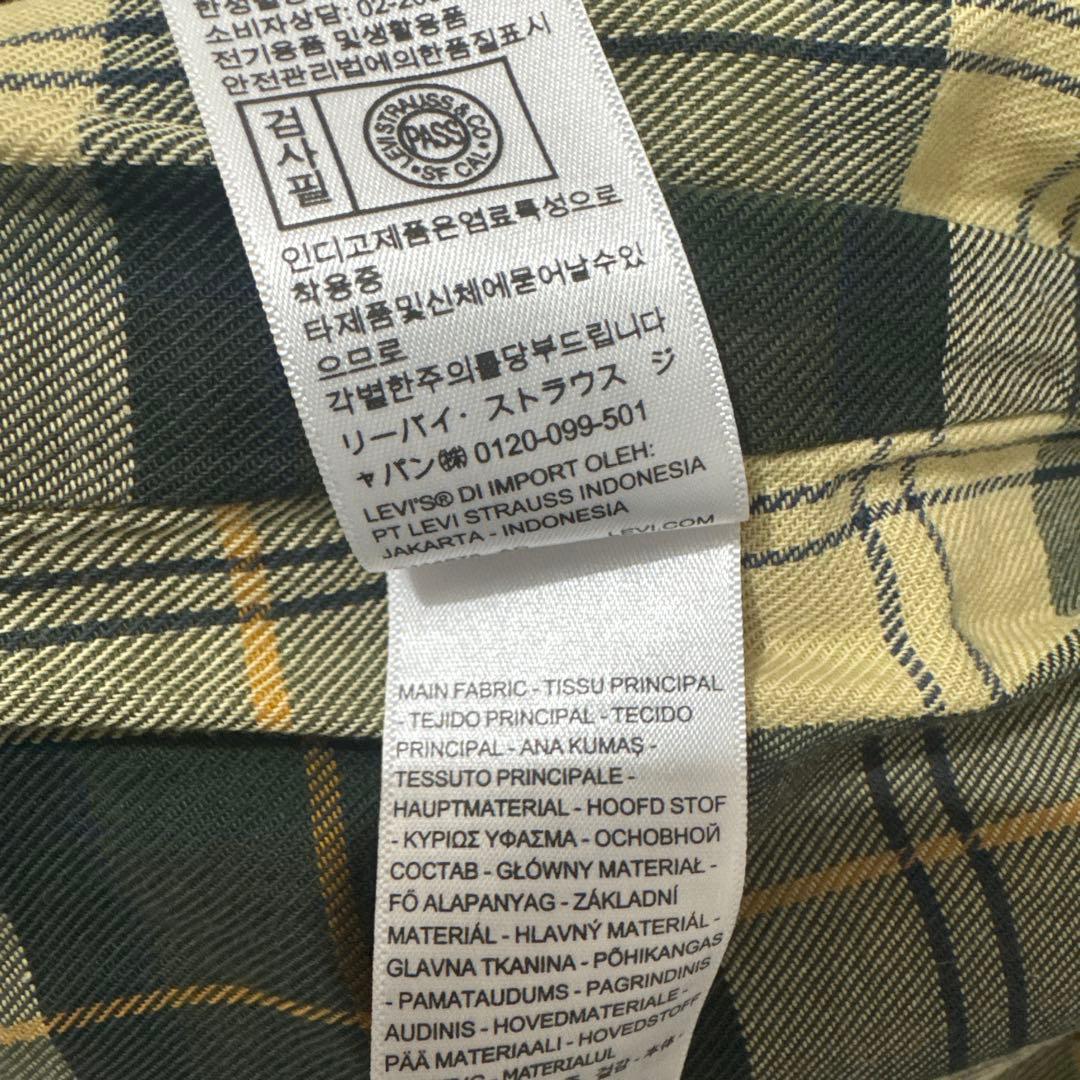 소비자상담: 02-20
전기용품 및생활용품
안전관리법에의한품질표시
검사필
LEVI STRAUSS & CO
PASS
SF CAL
인디고제품은염료특성으로
착용중
타제품및신체에묻어날수있
으므로
각별한주의를당부드립니다
リーバイ・ストラウス ジ
ャパン㈱ 0120-099-501
LEVI'S® DI IMPORT OLEH:
PT LEVI STRAUSS INDONESIA
JAKARTA - INDONESIA
LEVI.COM
MAIN FABRIC - TISSU PRINCIPAL
- TEJIDO PRINCIPAL - TECIDO
PRINCIPAL - ANA KUMAŞ -
TESSUTO PRINCIPALE -
HAUPTMATERIAL - HOOFD STOF
- ΚΥΡΙΩΣ ΥΦΑΣΜΑ - ОСНОВНОЙ
СОСТАВ - GŁÓWNY MATERIAŁ -
FŐ ALAPANYAG - ZÁKLADNÍ
MATERIÁL - HLAVNÝ MATERIÁL -
GLAVNA TKANINA - PÕHIKANGAS
- PAMATAUDUMS - PAGRINDINIS
AUDINIS - HOVEDMATERIALE -
PÄÄ MATERIAALI - HOVEDSTOFF
MATERIALUL
겉감 - 本体 -